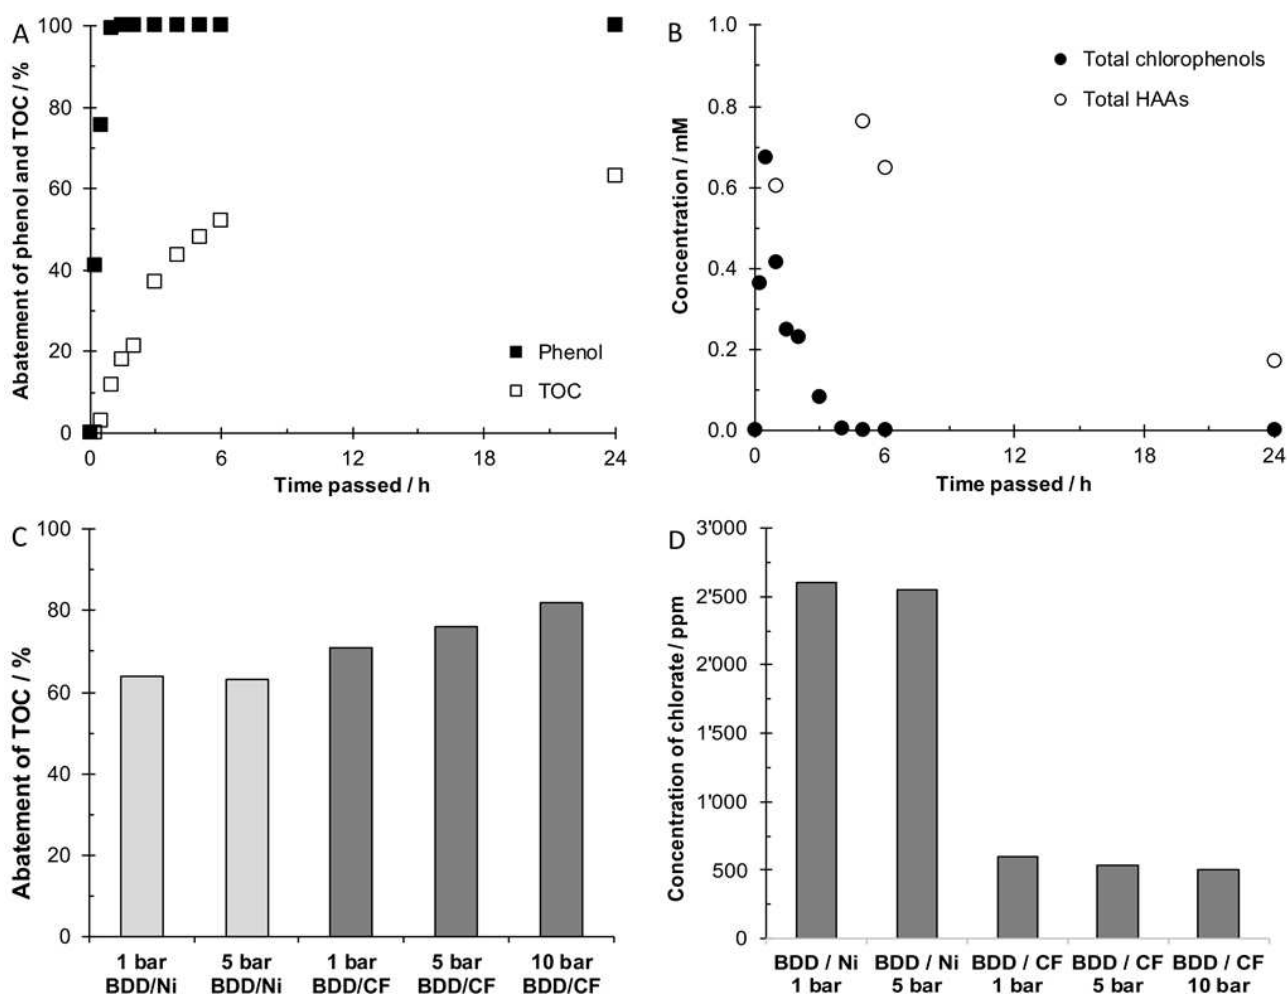 A
Abatement of phenol and TOC / %
100
80
60
40
20
0
0
6
12
18
24
Time passed / h
Phenol
TOC
B
Concentration / mM
1.0
0.8
0.6
0.4
0.2
0.0
0
6
12
18
24
Time passed / h
Total chlorophenols
Total HAAs
C
Abatement of TOC / %
100
80
60
40
20
0
1 bar
BDD/Ni
5 bar
BDD/Ni
1 bar
BDD/CF
5 bar
BDD/CF
10 bar
BDD/CF
D
Concentration of chlorate / ppm
3'000
2'500
2'000
1'500
1'000
500
0
BDD / Ni
1 bar
BDD / Ni
5 bar
BDD / CF
1 bar
BDD / CF
5 bar
BDD / CF
10 bar